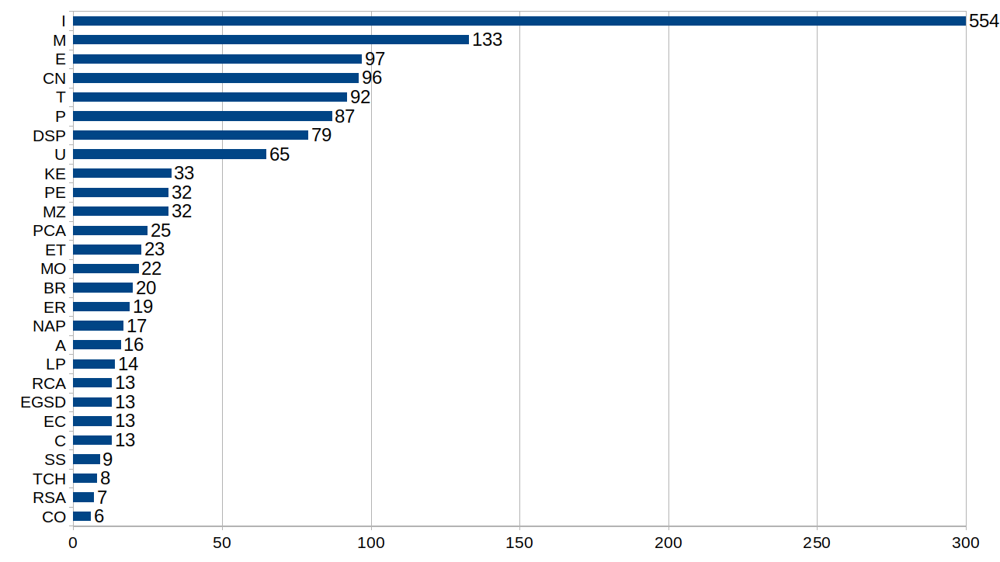 I 554
M 133
E 97
CN 96
T 92
P 87
DSP 79
U 65
KE 33
PE 32
MZ 32
PCA 25
ET 23
MO 22
BR 20
ER 19
NAP 17
A 16
LP 14
RCA 13
EGSD 13
EC 13
C 13
SS 9
TCH 8
RSA 7
CO 6
0 50 100 150 200 250 300